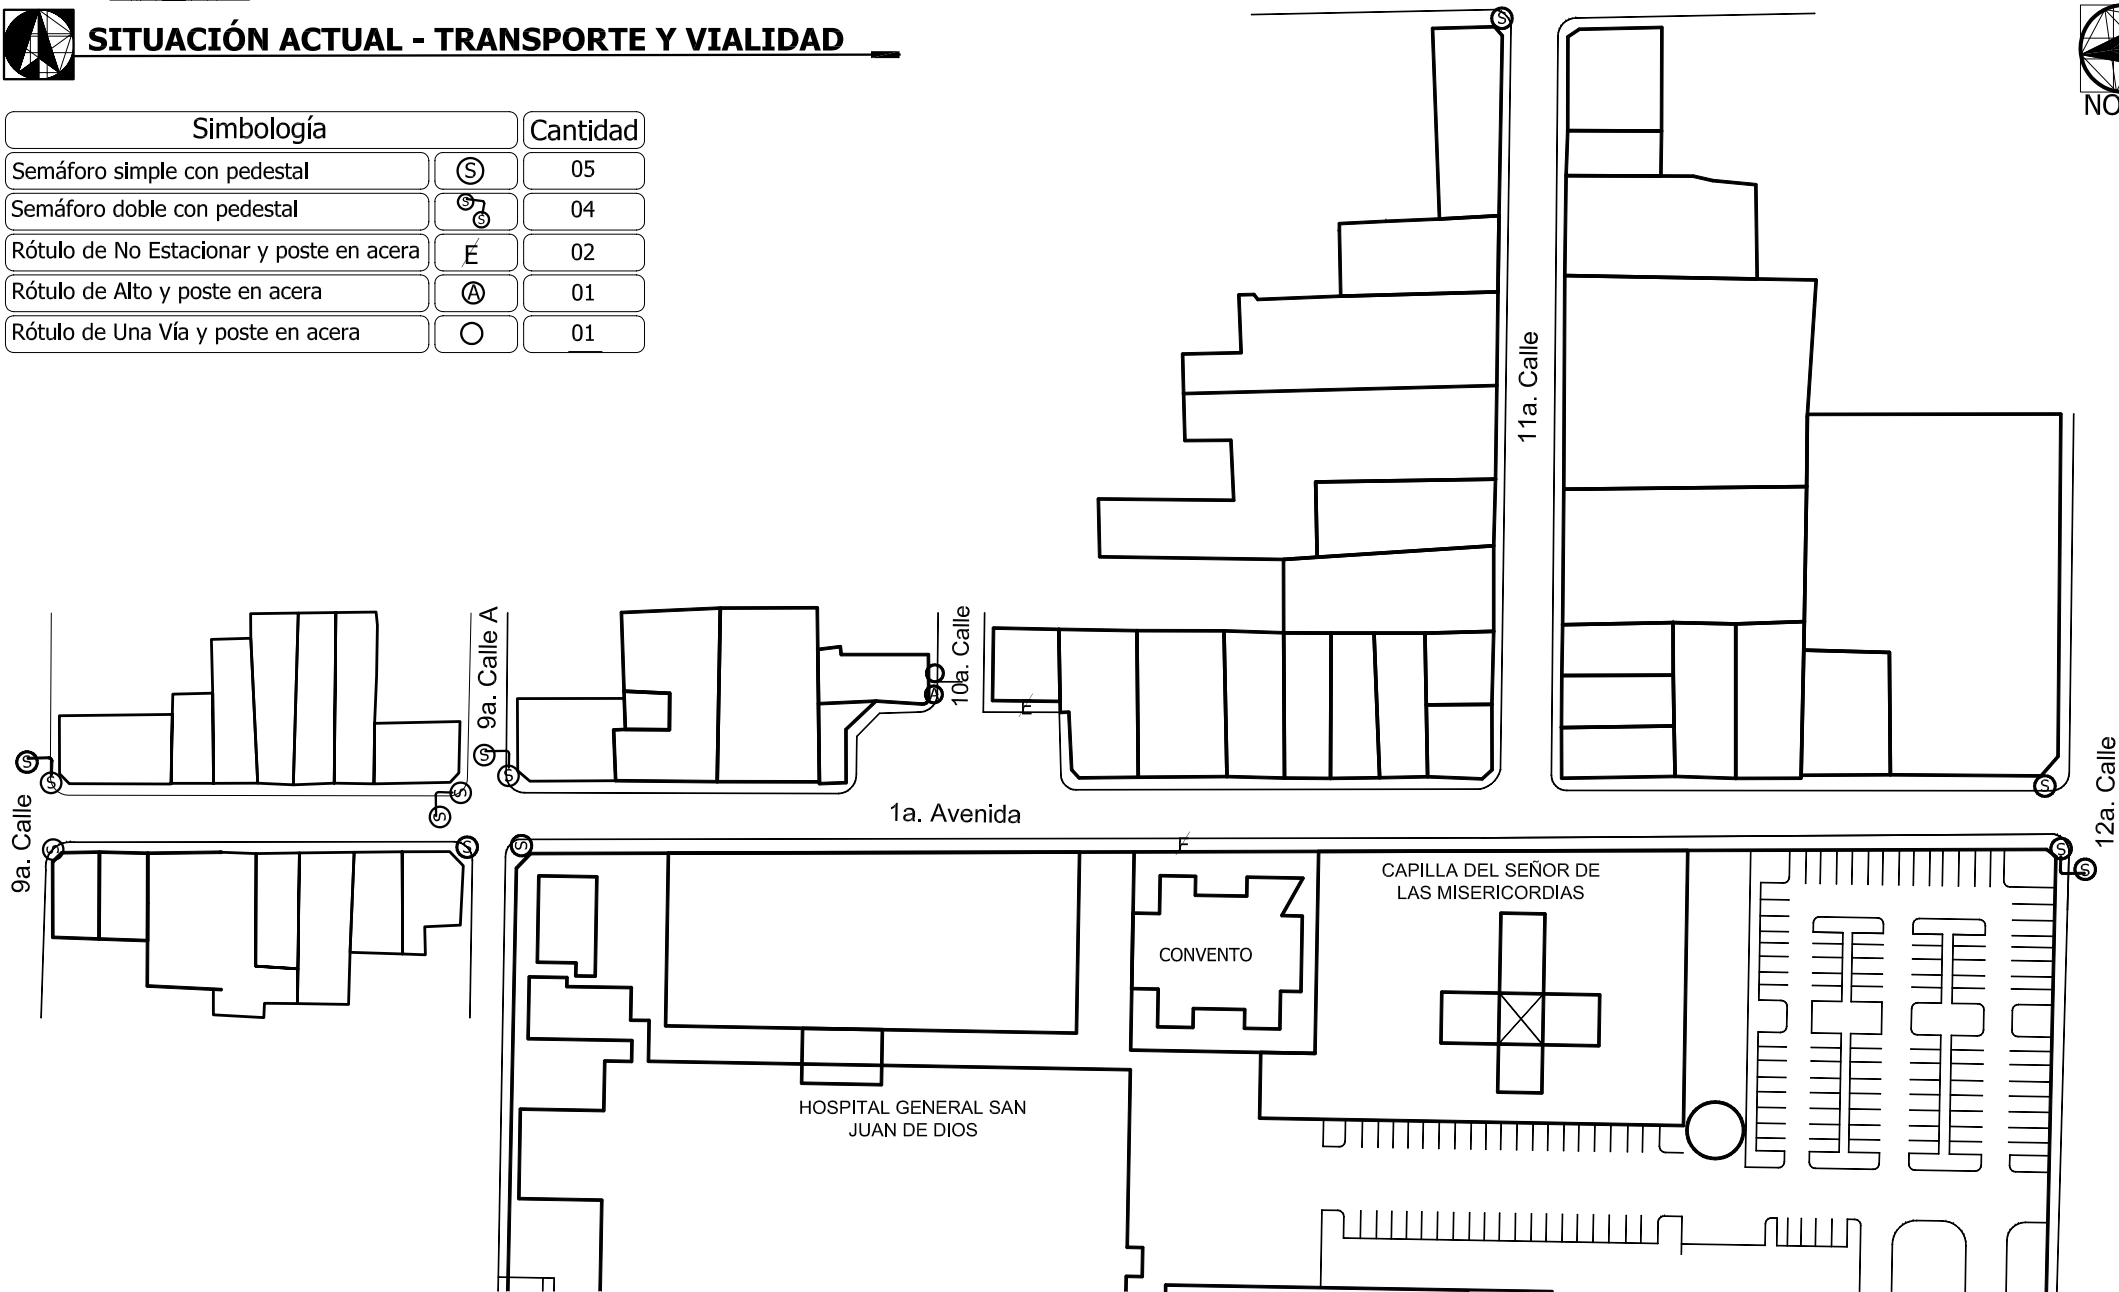 SITUACIÓN ACTUAL - TRANSPORTE Y VIALIDAD
NO
Simbología Cantidad
Semáforo simple con pedestal S 05
Semáforo doble con pedestal S S 04
Rótulo de No Estacionar y poste en acera E 02
Rótulo de Alto y poste en acera A 01
Rótulo de Una Vía y poste en acera 01
S
11a. Calle
9a. Calle A
10a. Calle
A
E
S S
S S
S S
S
12a. Calle
9a. Calle
1a. Avenida
S S S
E
S S
CAPILLA DEL SEÑOR DE
LAS MISERICORDIAS
CONVENTO
HOSPITAL GENERAL SAN
JUAN DE DIOS